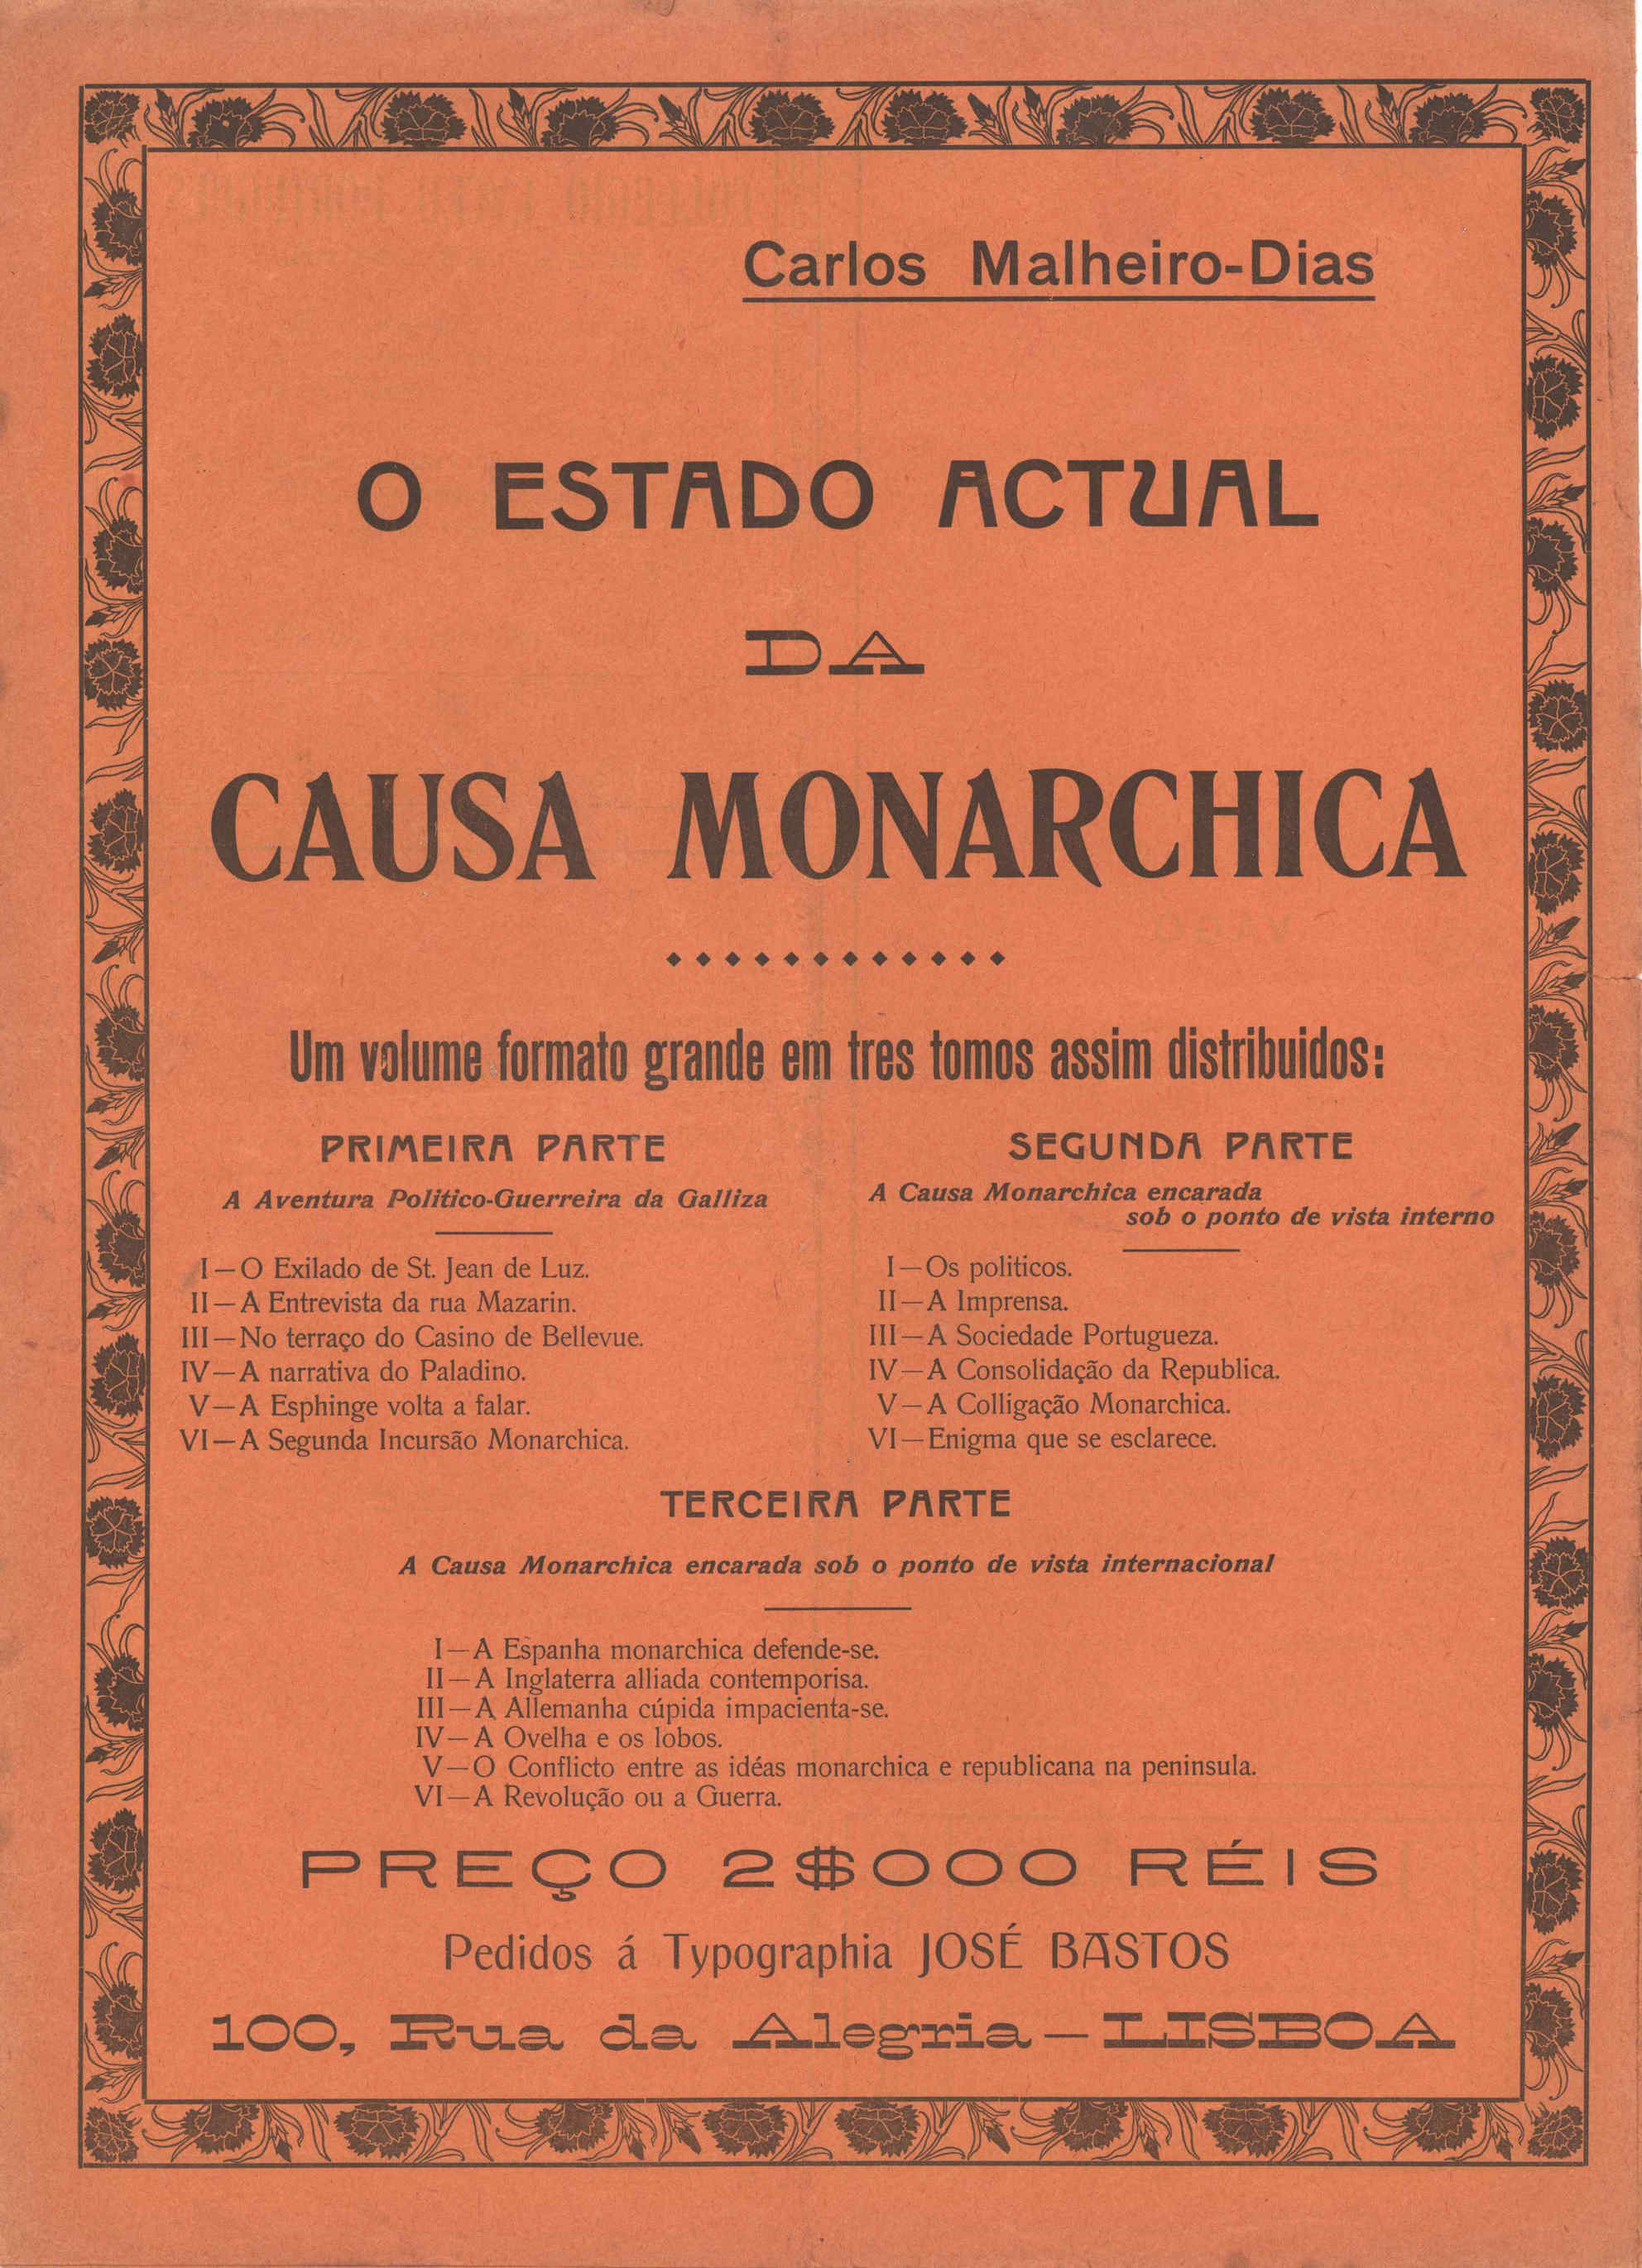 Carlos Malheiro-Dias
O ESTADO ACTUAL
DA
CAUSA MONARCHICA
Um volume formato grande em tres tomos assim distribuidos:
PRIMEIRA PARTE
A Aventura Politico-Guerreira da Galliza
I—O Exilado de St. Jean de Luz.
II—A Entrevista da rua Mazarin.
III—No terraço do Casino de Bellevue.
IV—A narrativa do Paladino.
V—A Esphinge volta a falar.
VI—A Segunda Incursão Monarchica.
SEGUNDA PARTE
A Causa Monarchica encarada
sob o ponto de vista interno
I—Os politicos.
II—A Imprensa.
III—A Sociedade Portugueza.
IV—A Consolidação da Republica.
V—A Colligação Monarchica.
VI—Enigma que se esclarece.
TERCEIRA PARTE
A Causa Monarchica encarada sob o ponto de vista internacional
I—A Espanha monarchica defende-se.
II—A Inglaterra alliada contemporisa.
III—A Allemanha cúpida impacienta-se.
IV—A Ovelha e os lobos.
V—O Conflicto entre as idéas monarchica e republicana na peninsula.
VI—A Revolução ou a Guerra.
PREÇO 2$000 RÉIS
Pedidos á Typographia JOSÉ BASTOS
100, Rua da Alegria—LISBOA